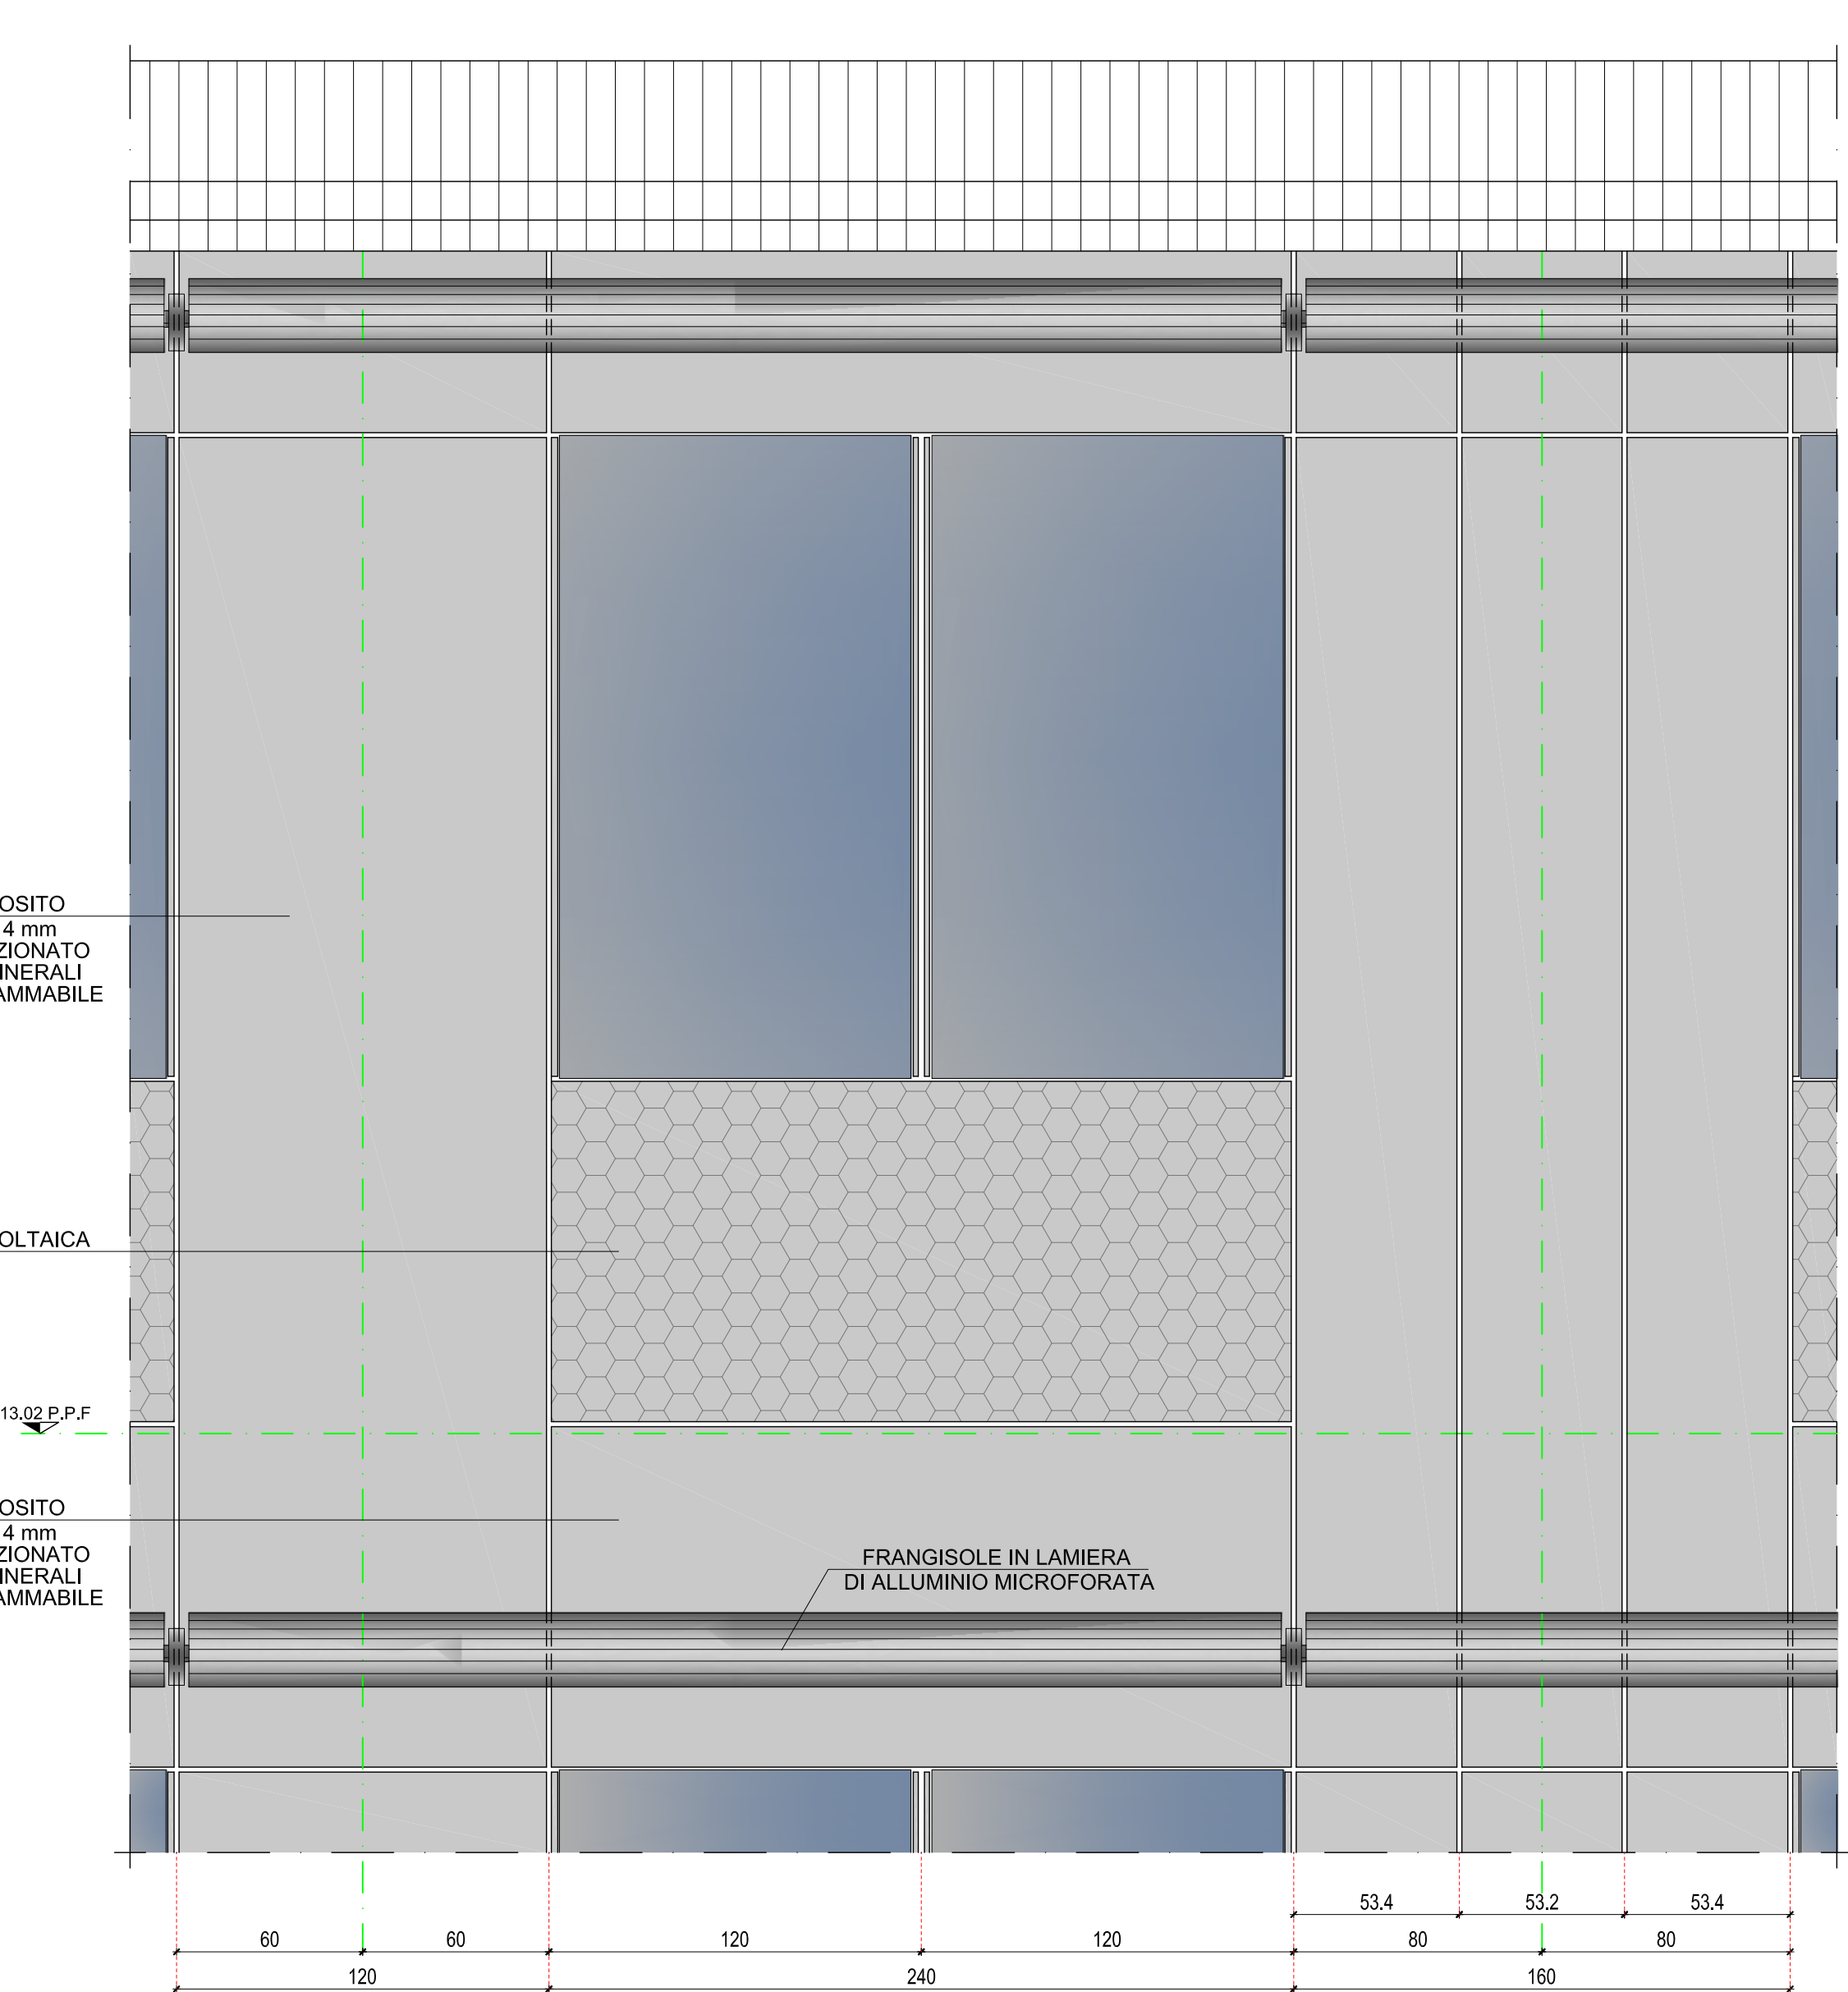 OSITO
4 mm
ZIONATO
INERALI
AMMABILE
OLTAICA
13.02 P.P.F
OSITO
4 mm
ZIONATO
INERALI
AMMABILE
FRANGISOLE IN LAMIERA
DI ALLUMINIO MICROFORATA
53.4 53.2 53.4
60 60 120 120 80 80
120 240 160